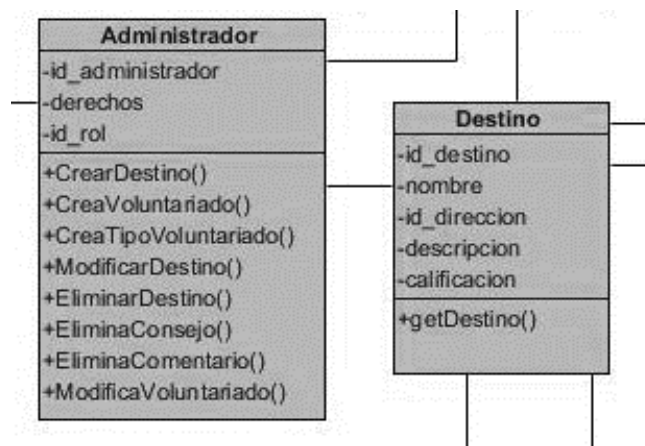 Administrador
-id_administrador
-derechos
-id_rol
+CrearDestino()
+CreaVoluntariado()
+CreaTipoVoluntariado()
+ModificarDestino()
+EliminarDestino()
+EliminaConsejo()
+EliminaComentario()
+ModificaVoluntariado()
Destino
-id_destino
-nombre
-id_direccion
-descripcion
-calificacion
+getDestino()